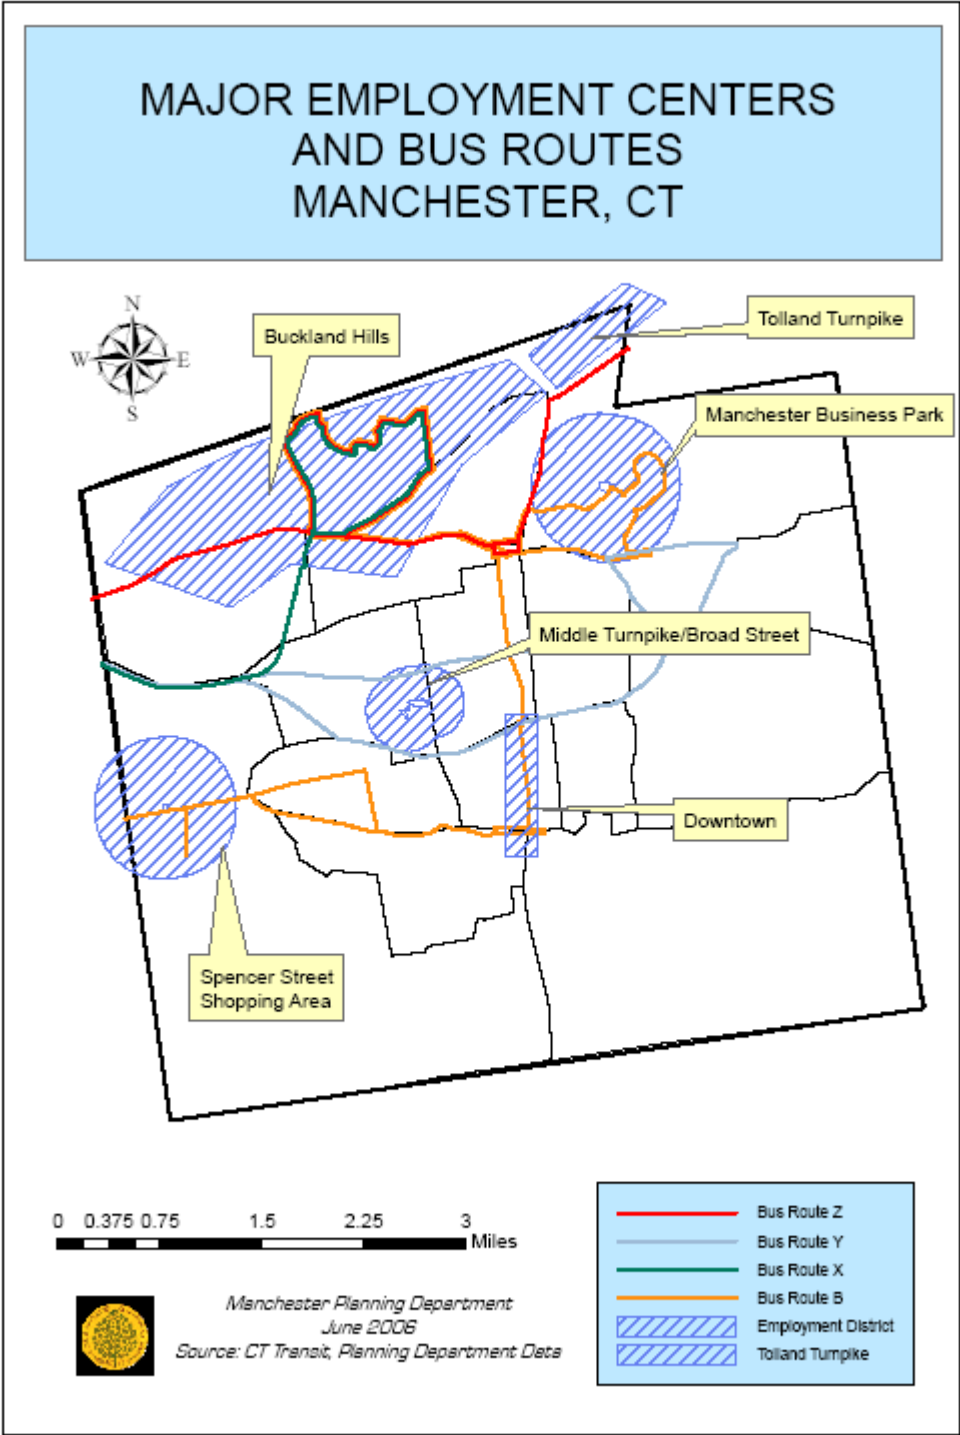 MAJOR EMPLOYMENT CENTERS
AND BUS ROUTES
MANCHESTER, CT
N
W
E
S
Buckland Hills
Tolland Turnpike
Manchester Business Park
Middle Turnpike/Broad Street
Downtown
Spencer Street
Shopping Area
0 0.375 0.75 1.5 2.25 3
Miles
Manchester Planning Department
June 2006
Source: CT Transit, Planning Department Data
Bus Route Z
Bus Route Y
Bus Route X
Bus Route B
Employment District
Tolland Turnpike